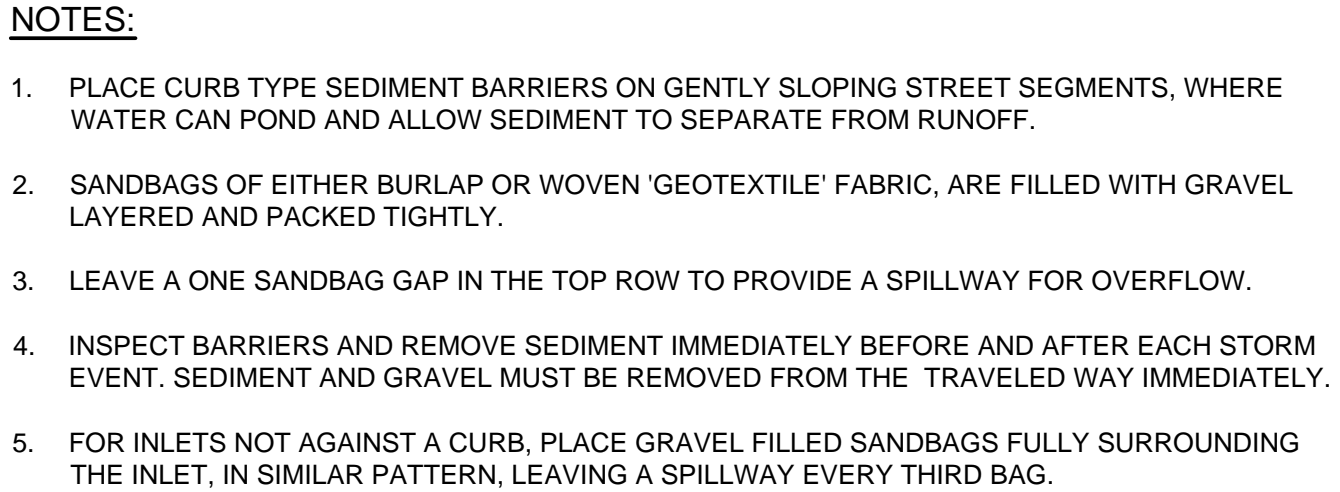 NOTES:
1. PLACE CURB TYPE SEDIMENT BARRIERS ON GENTLY SLOPING STREET SEGMENTS, WHERE
WATER CAN POND AND ALLOW SEDIMENT TO SEPARATE FROM RUNOFF.
2. SANDBAGS OF EITHER BURLAP OR WOVEN 'GEOTEXTILE' FABRIC, ARE FILLED WITH GRAVEL
LAYERED AND PACKED TIGHTLY.
3. LEAVE A ONE SANDBAG GAP IN THE TOP ROW TO PROVIDE A SPILLWAY FOR OVERFLOW.
4. INSPECT BARRIERS AND REMOVE SEDIMENT IMMEDIATELY BEFORE AND AFTER EACH STORM
EVENT. SEDIMENT AND GRAVEL MUST BE REMOVED FROM THE TRAVELED WAY IMMEDIATELY.
5. FOR INLETS NOT AGAINST A CURB, PLACE GRAVEL FILLED SANDBAGS FULLY SURROUNDING
THE INLET, IN SIMILAR PATTERN, LEAVING A SPILLWAY EVERY THIRD BAG.